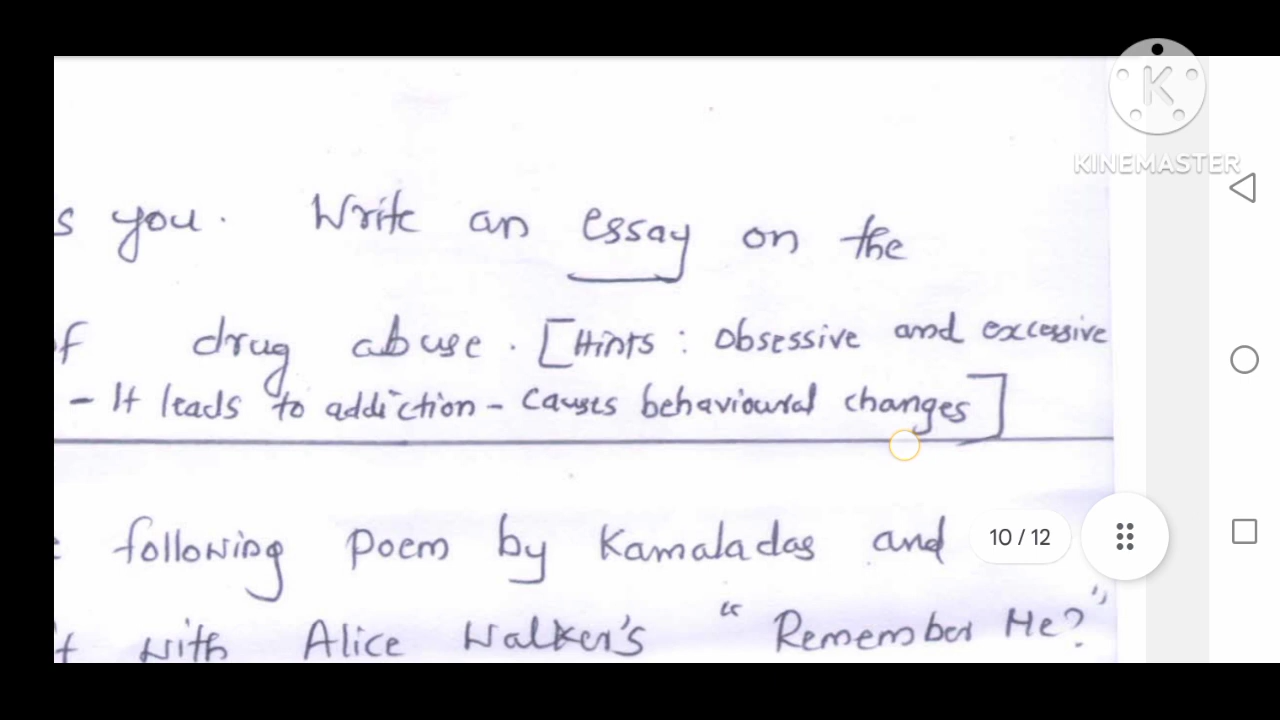 s you. Write an essay on the
of drug abuse. [Hints: Obsessive and excessive
- It leads to addiction - causes behavioural changes]
following poem by Kamaladas and
with Alice Walker's "Remember Me?"
10 / 12
K
KINEMASTER